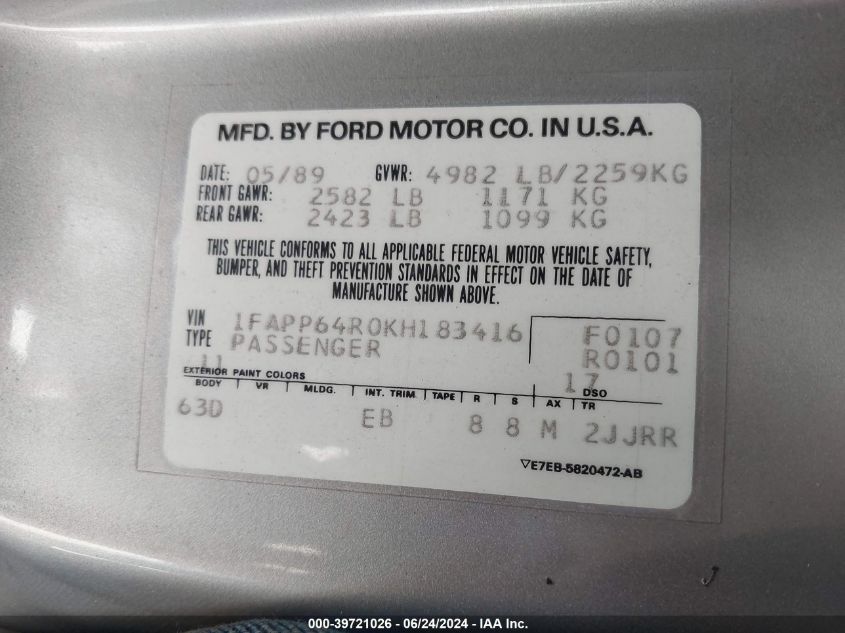 MFD. BY FORD MOTOR CO. IN U.S.A.
DATE: 05/89 GVWR: 4982 LB/2259KG
FRONT GAWR: 2582 LB 1171 KG
REAR GAWR: 2423 LB 1099 KG
THIS VEHICLE CONFORMS TO ALL APPLICABLE FEDERAL MOTOR VEHICLE SAFETY,
BUMPER, AND THEFT PREVENTION STANDARDS IN EFFECT ON THE DATE OF
MANUFACTURE SHOWN ABOVE.
VIN 1FAPP64R0KH183416 F0107
TYPE PASSENGER R0101
11 17
EXTERIOR PAINT COLORS DSO
BODY VR MLDG. INT. TRIM. TAPE R S AX TR
63D EB 8 8 M 2JJRR
E7EB-5820472-AB
000-39721026 - 06/24/2024 - IAA Inc.